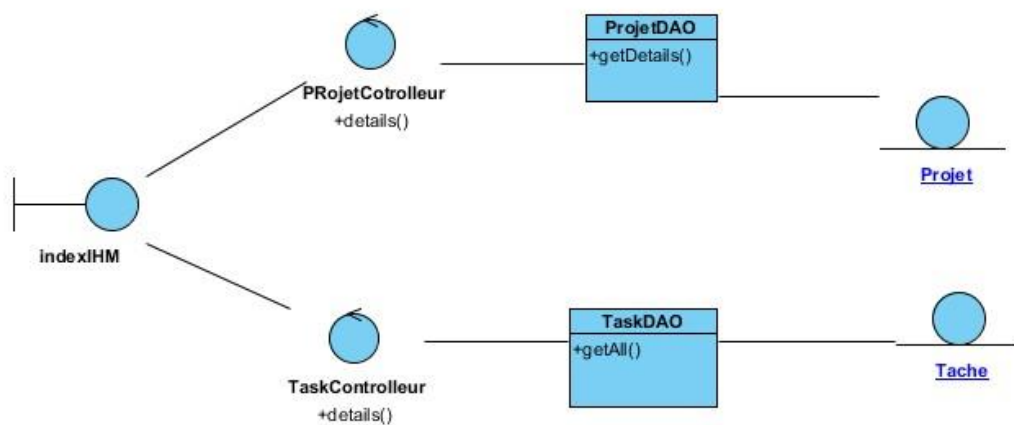 ProjetDAO
+getDetails()
PRojetCotrolleur
+details()
Projet
indexIHM
TaskDAO
+getAll()
TaskControlleur
+details()
Tache